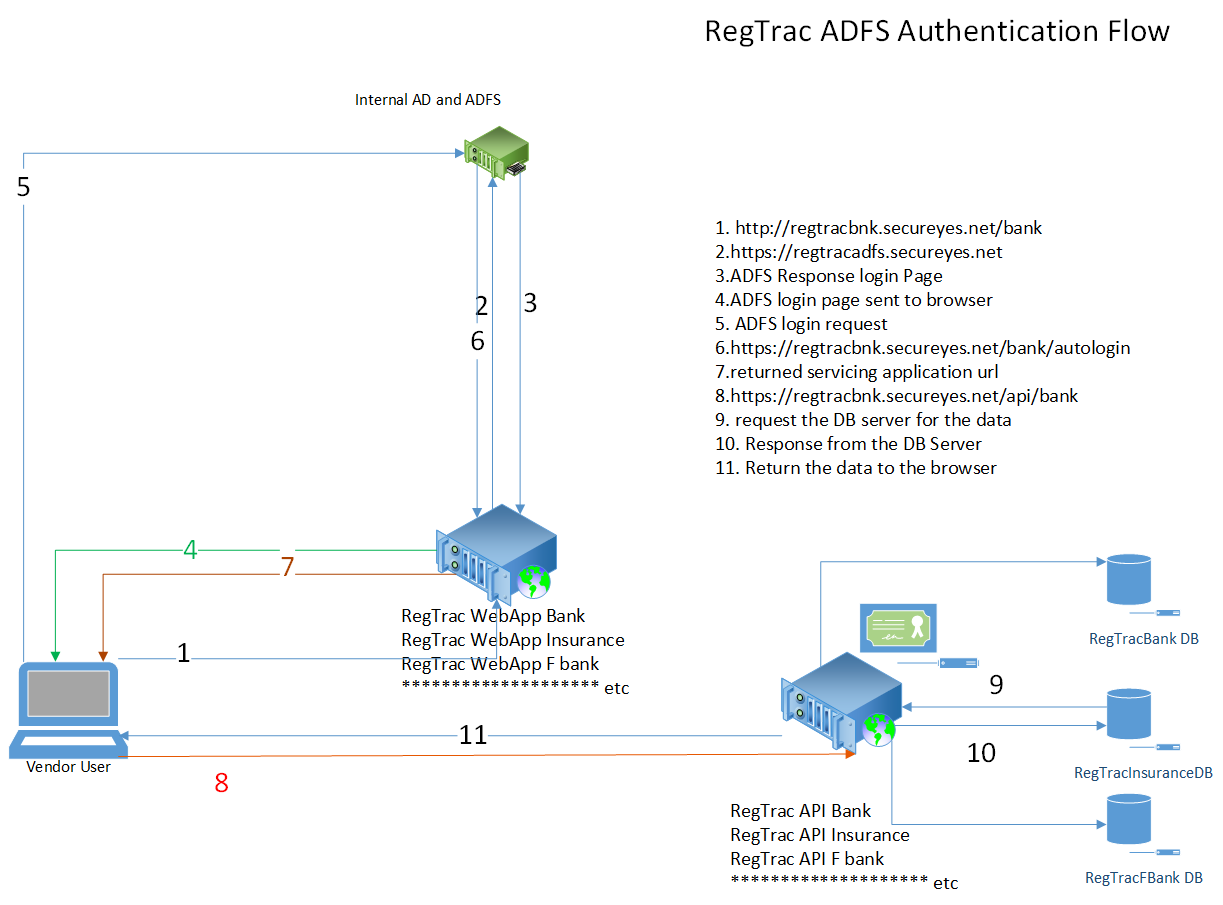 RegTrac ADFS Authentication Flow
Internal AD and ADFS
5
1. http://regtracbnk.secureyes.net/bank
2.https://regtracadfs.secureyes.net
3.ADFS Response login Page
4.ADFS login page sent to browser
5. ADFS login request
6.https://regtracbnk.secureyes.net/bank/autologin
7.returned servicing application url
8.https://regtracbnk.secureyes.net/api/bank
9. request the DB server for the data
10. Response from the DB Server
11. Return the data to the browser
2
3
6
4
7
RegTrac WebApp Bank
RegTrac WebApp Insurance
RegTrac WebApp F bank
******************** etc
1
RegTracBank DB
9
11
10
Vendor User
8
RegTracInsuranceDB
RegTrac API Bank
RegTrac API Insurance
RegTrac API F bank
******************** etc
RegTracFBank DB